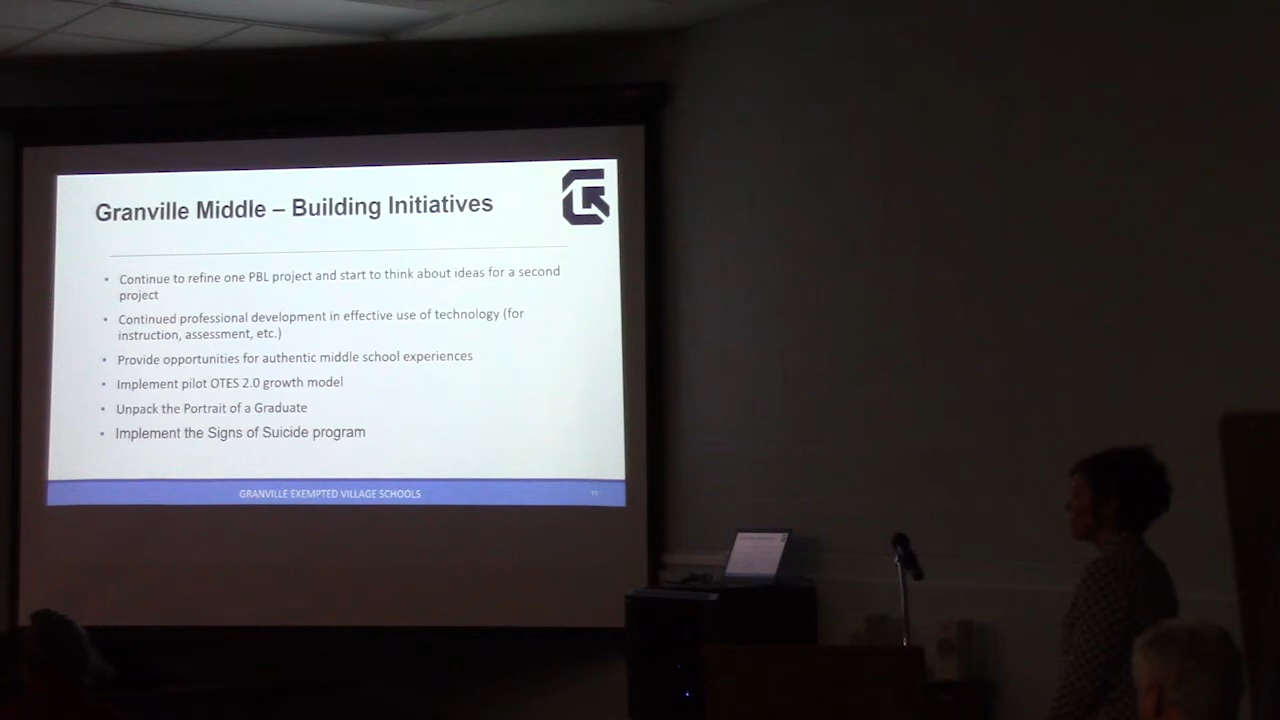 Granville Middle – Building Initiatives
• Continue to refine one PBL project and start to think about ideas for a second
project
• Continued professional development in effective use of technology (for
instruction, assessment, etc.)
• Provide opportunities for authentic middle school experiences
• Implement pilot OTES 2.0 growth model
• Unpack the Portrait of a Graduate
• Implement the Signs of Suicide program
GRANVILLE EXEMPTED VILLAGE SCHOOLS